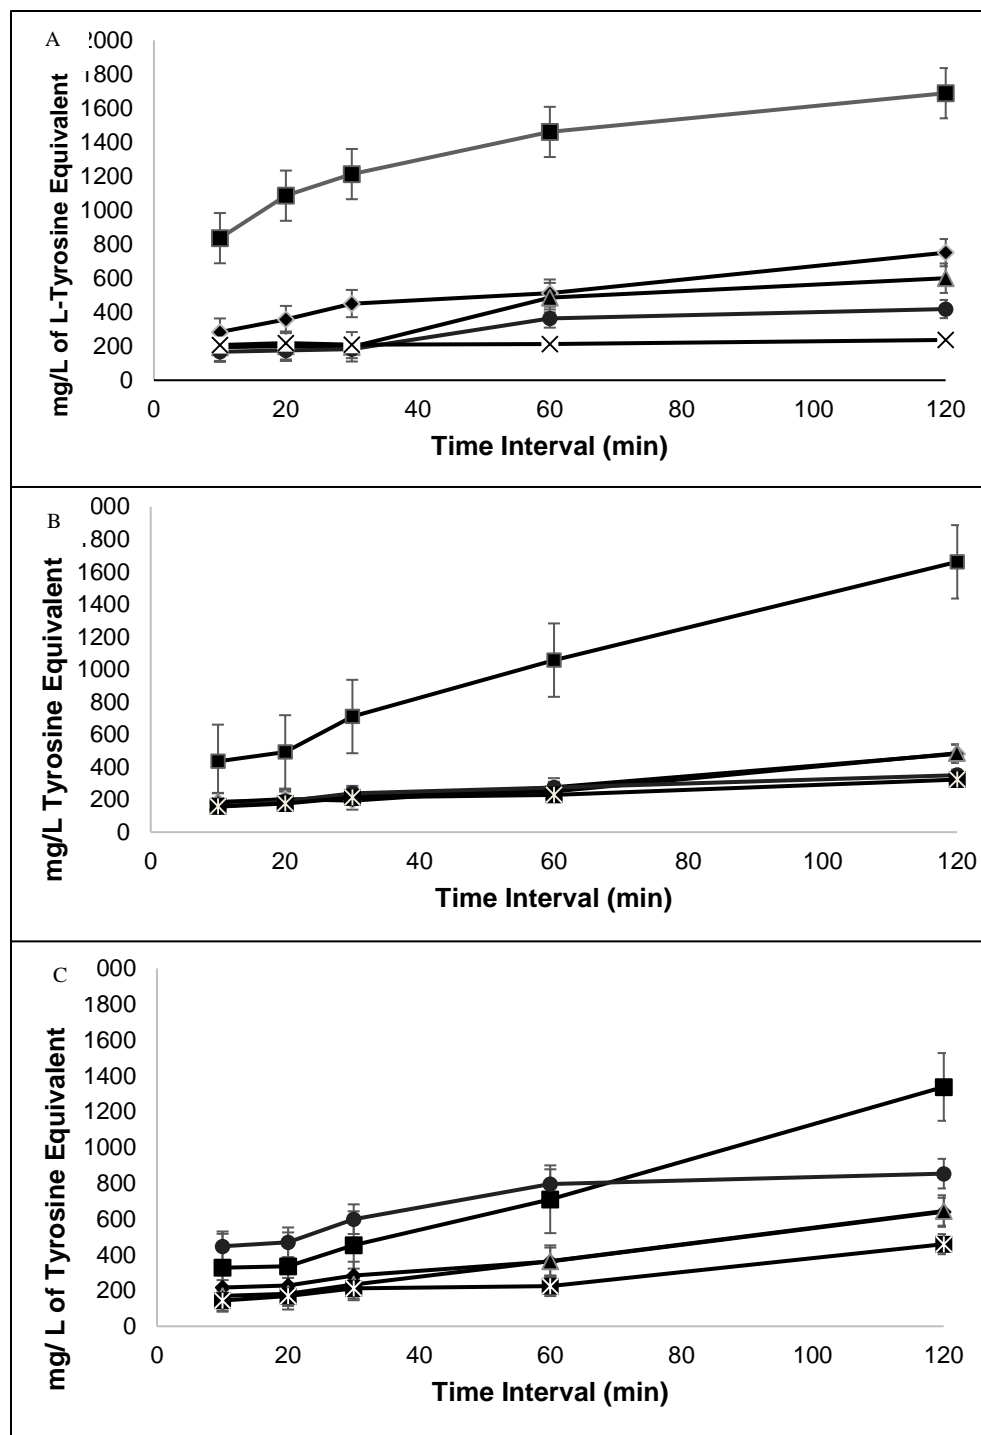 A
2000
1800
1600
1400
1200
1000
800
600
400
200
0
mg/L of L-Tyrosine Equivalent
0 20 40 60 80 100 120
Time Interval (min)
B
000
800
1600
1400
1200
1000
800
600
400
200
0
mg/L Tyrosine Equivalent
0 20 40 60 80 100 120
Time Interval (min)
C
000
1800
1600
1400
1200
1000
800
600
400
200
0
mg/ L of Tyrosine Equivalent
0 20 40 60 80 100 120
Time Interval (min)